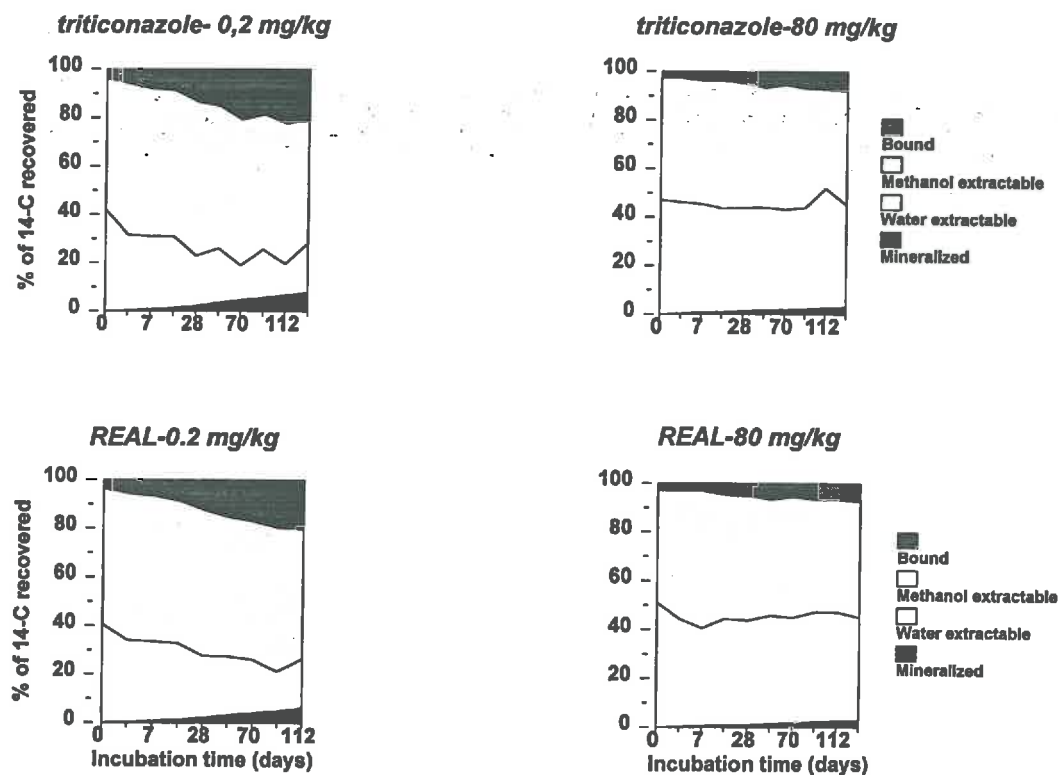 triticonazole- 0,2 mg/kg
100
80
60
40
20
0
% of 14-C recovered
0 7 28 70 112
triticonazole-80 mg/kg
100
80
60
40
20
0
0 7 28 70 112
Bound
Methanol extractable
Water extractable
Mineralized
REAL-0.2 mg/kg
100
80
60
40
20
0
% of 14-C recovered
0 7 28 70 112
Incubation time (days)
REAL-80 mg/kg
100
80
60
40
20
0
0 7 28 70 112
Incubation time (days)
Bound
Methanol extractable
Water extractable
Mineralized